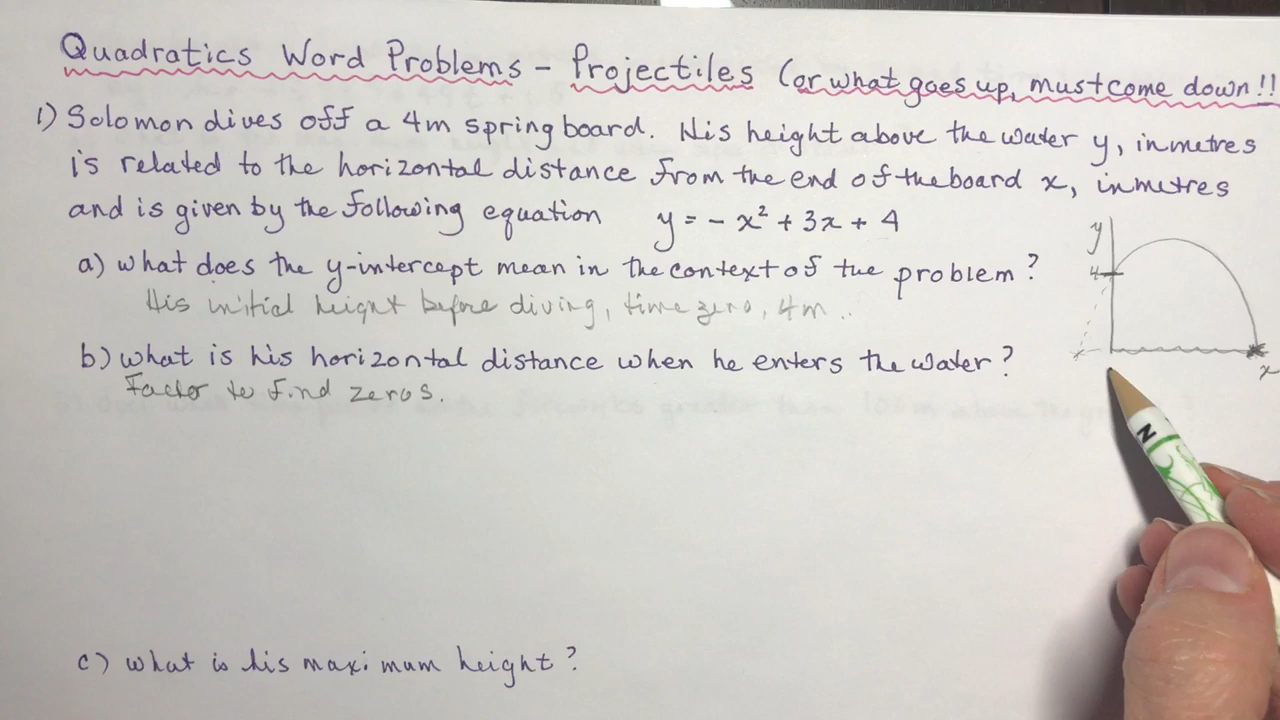 Quadratics Word Problems - Projectiles (or what goes up, must come down!!
1) Solomon dives off a 4m springboard. His height above the water y, in metres
is related to the horizontal distance from the end of the board x, in metres
and is given by the following equation y = - x² + 3x + 4
a) what does the y-intercept mean in the context of the problem?
His initial height before diving, time zero, 4m..
b) what is his horizontal distance when he enters the water?
Factor to find zeros.
c) what is his maximum height?
y
4
x
N